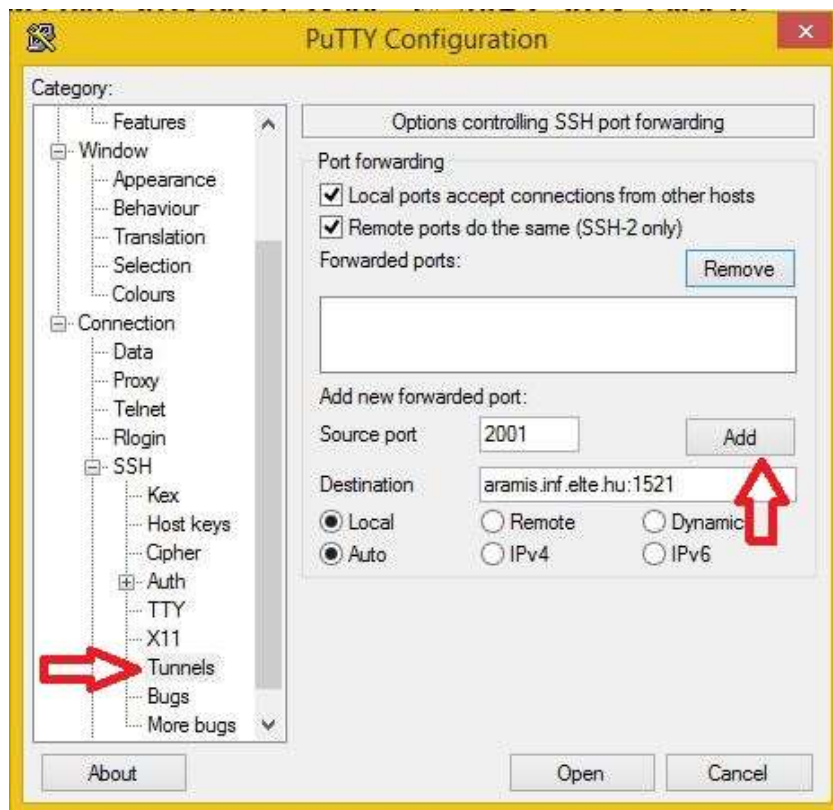 PuTTY Configuration
Category:
Features
Window
Appearance
Behaviour
Translation
Selection
Colours
Connection
Data
Proxy
Telnet
Rlogin
SSH
Kex
Host keys
Cipher
Auth
TTY
X11
Tunnels
Bugs
More bugs
Options controlling SSH port forwarding
Port forwarding
Local ports accept connections from other hosts
Remote ports do the same (SSH-2 only)
Forwarded ports:
Remove
Add new forwarded port:
Source port 2001 Add
Destination aramis.inf.elte.hu:1521
Local Remote Dynamic
Auto IPv4 IPv6
About Open Cancel